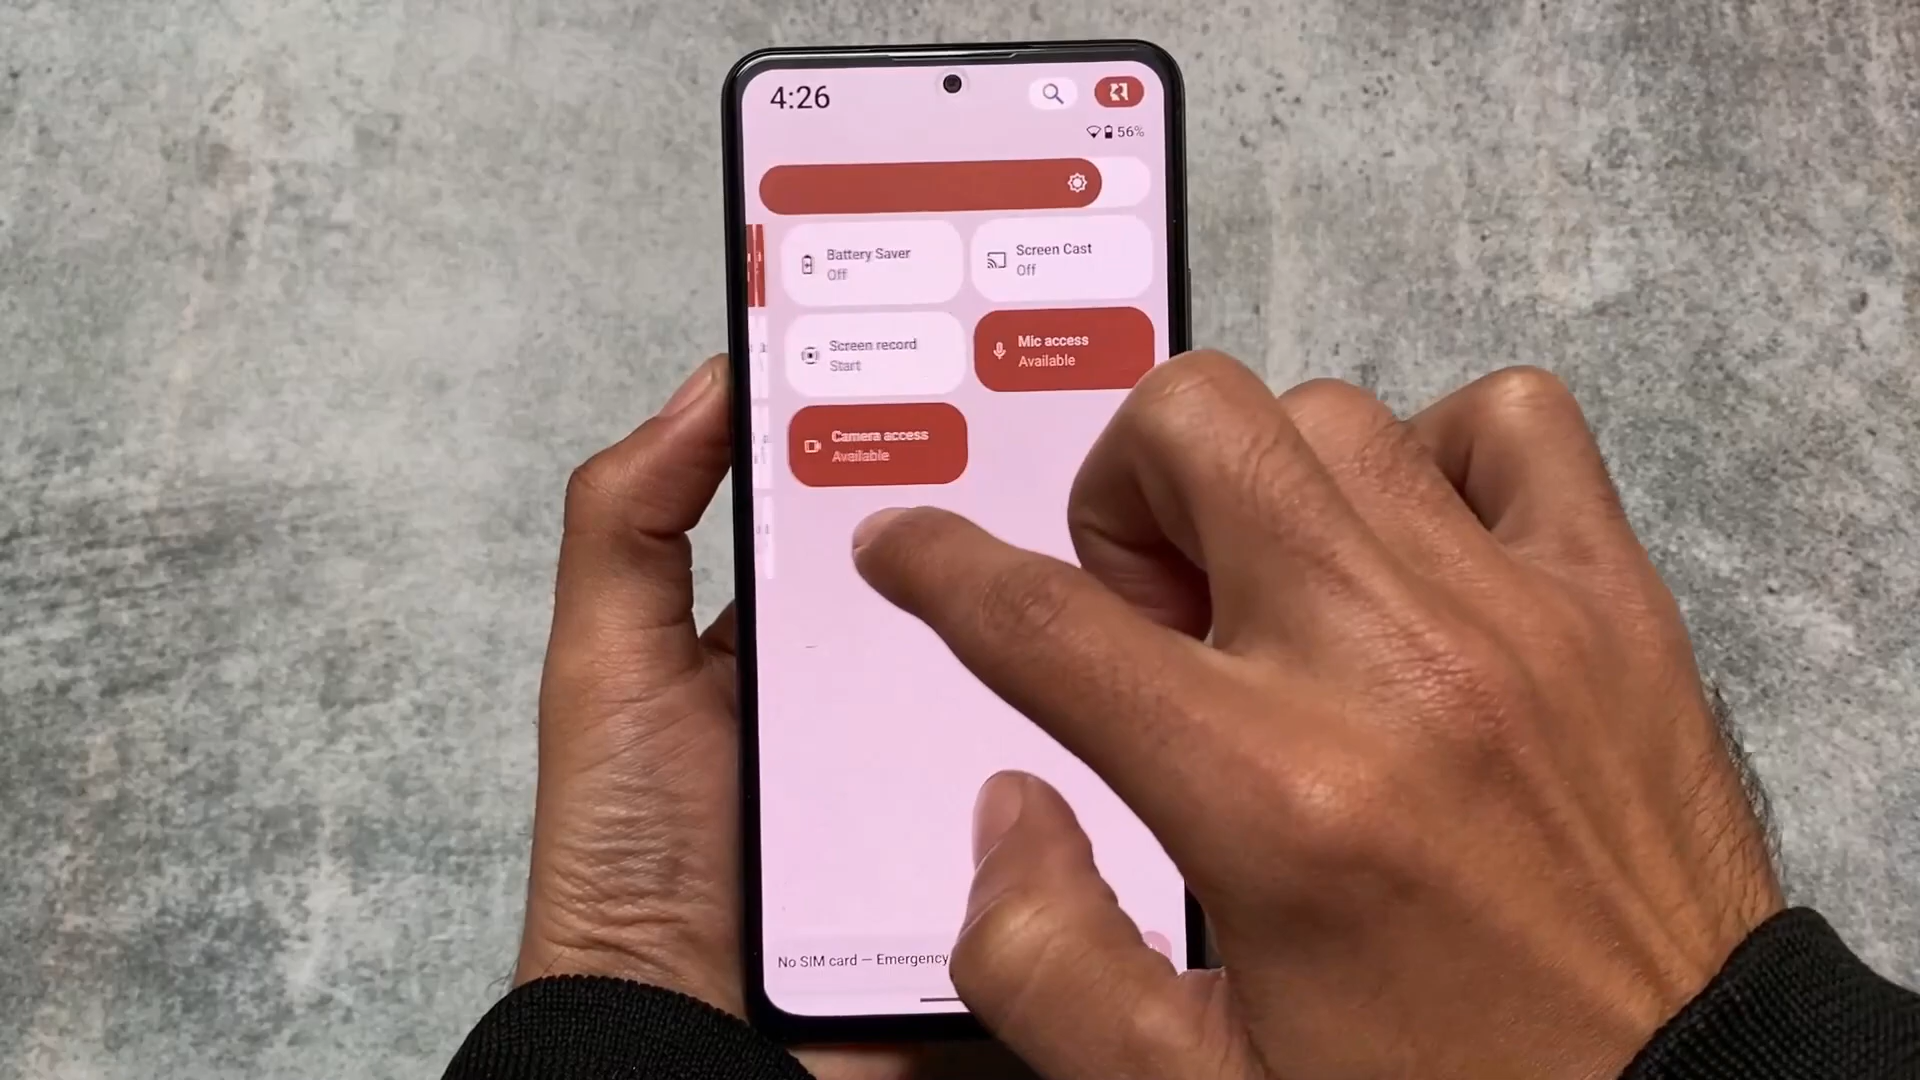 4:26
56%
Battery Saver
Off
Screen Cast
Off
Screen record
Start
Mic access
Available
Camera access
Available
No SIM card — Emergency